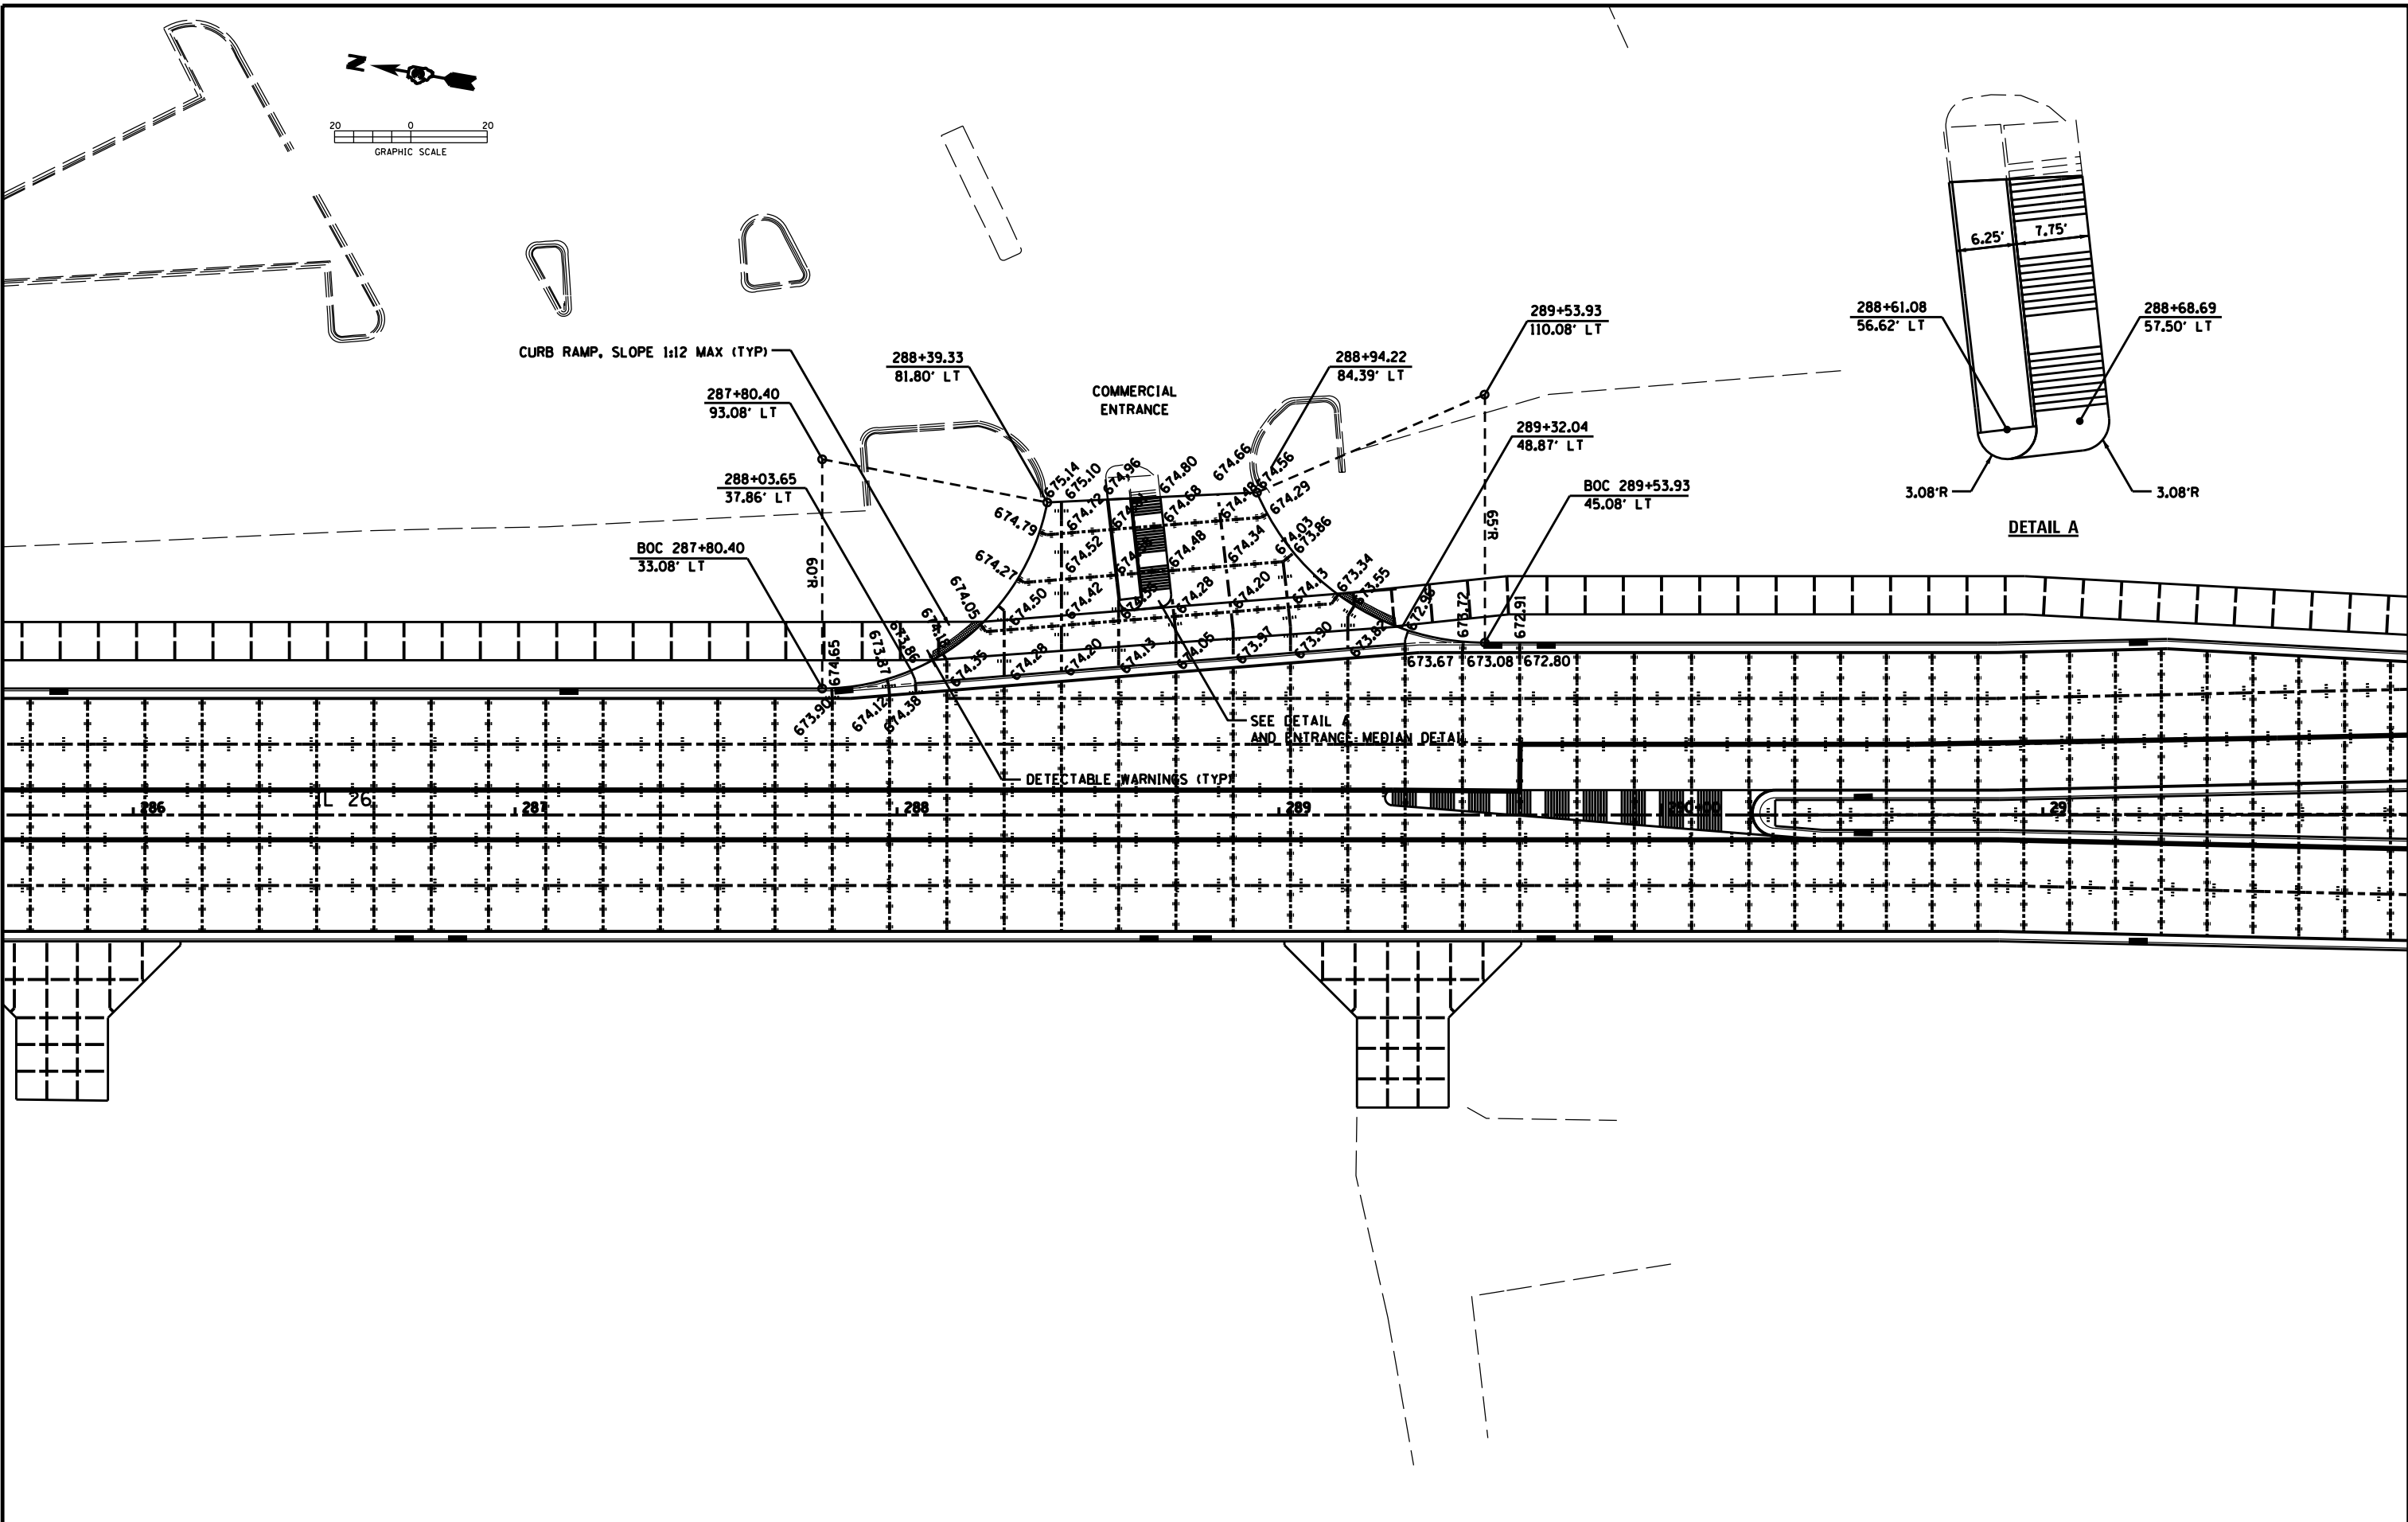 N
20 0 20
GRAPHIC SCALE
CURB RAMP, SLOPE 1:12 MAX (TYP)
287+80.40
93.08' LT
288+39.33
81.80' LT
COMMERCIAL
ENTRANCE
288+94.22
84.39' LT
289+53.93
110.08' LT
288+03.65
37.86' LT
289+32.04
48.87' LT
BOC 287+80.40
33.08' LT
BOC 289+53.93
45.08' LT
60'R
65'R
675.14
675.10
674.96
674.80
674.66
674.56
674.79
674.72
674.68
674.48
674.29
674.27
674.52
674.48
674.34
674.03
673.86
674.05
674.50
674.42
674.28
674.20
674.13
673.34
673.55
674.65
673.87
673.86
674.35
674.28
674.20
674.13
674.05
673.97
673.90
673.82
672.96
673.72
672.91
673.67
673.08
672.80
673.90
674.12
674.38
SEE DETAIL A
AND ENTRANCE MEDIAN DETAIL
DETECTABLE WARNINGS (TYP)
286
IL 26
287
288
289
290+00
291
6.25'
7.75'
288+61.08
56.62' LT
288+68.69
57.50' LT
3.08'R
3.08'R
DETAIL A